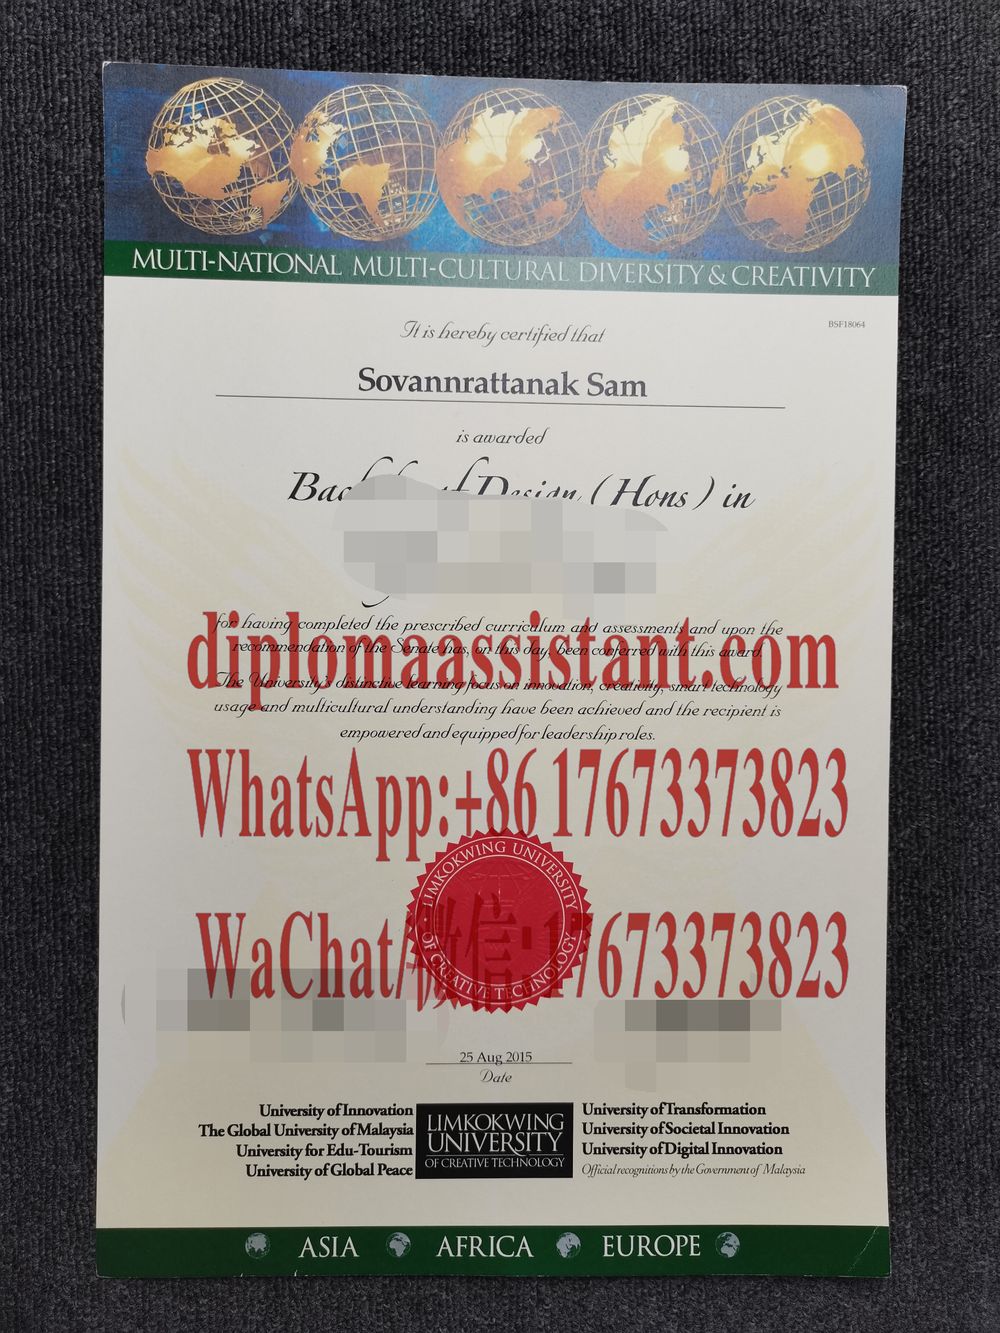 MULTI-NATIONAL MULTI-CULTURAL DIVERSITY & CREATIVITY
BSF18064
It is hereby certified that
Sovannrattanak Sam
is awarded
Design (Hons) in
for having completed the prescribed curriculum and assessments and upon the
recommendation of the Senate has, on this day, been conferred with this award.
diplomaassistant.com
The University's distinctive learning focus on innovation, creativity, smart technology
usage and multicultural understanding have been achieved and the recipient is
empowered and equipped for leadership roles.
WhatsApp:+86 17673373823
LIMKOKWING UNIVERSITY
OF CREATIVE TECHNOLOGY
WaChat/微信:17673373823
25 Aug 2015
Date
University of Innovation
The Global University of Malaysia
University for Edu-Tourism
University of Global Peace
LIMKOKWING
UNIVERSITY
OF CREATIVE TECHNOLOGY
University of Transformation
University of Societal Innovation
University of Digital Innovation
Official recognitions by the Government of Malaysia
ASIA AFRICA EUROPE